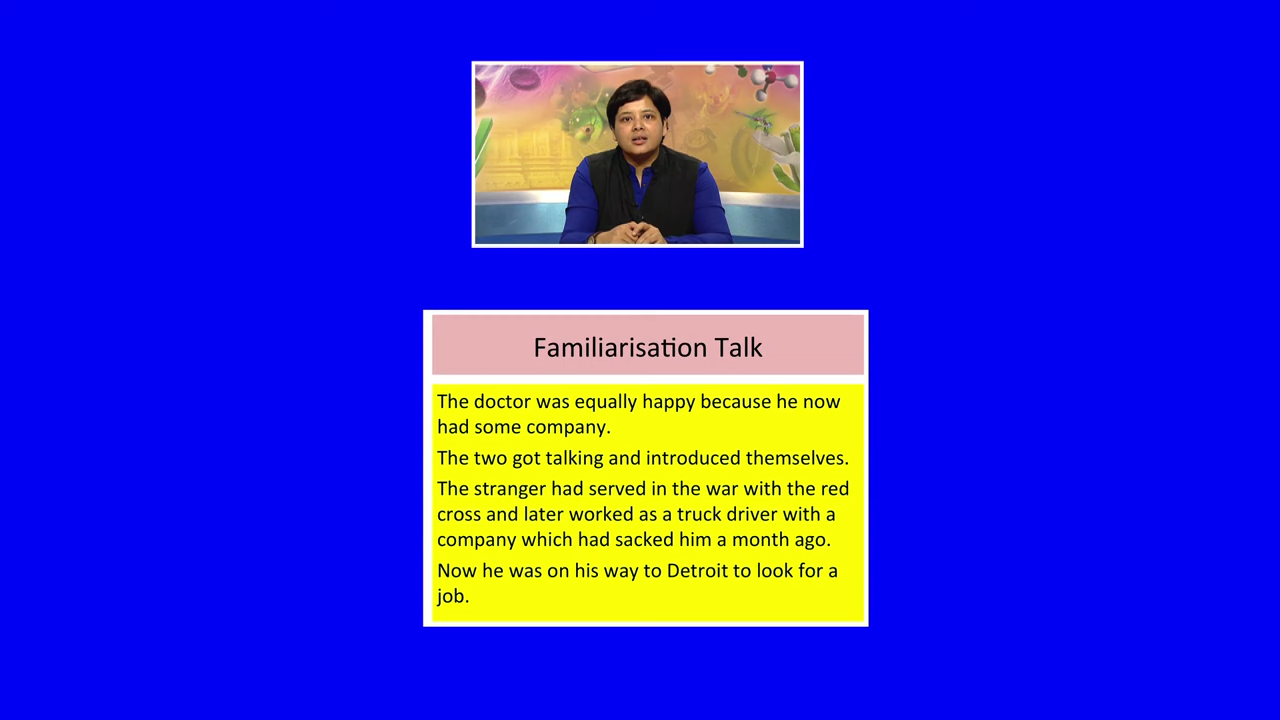 Familiarisation Talk
The doctor was equally happy because he now
had some company.
The two got talking and introduced themselves.
The stranger had served in the war with the red
cross and later worked as a truck driver with a
company which had sacked him a month ago.
Now he was on his way to Detroit to look for a
job.